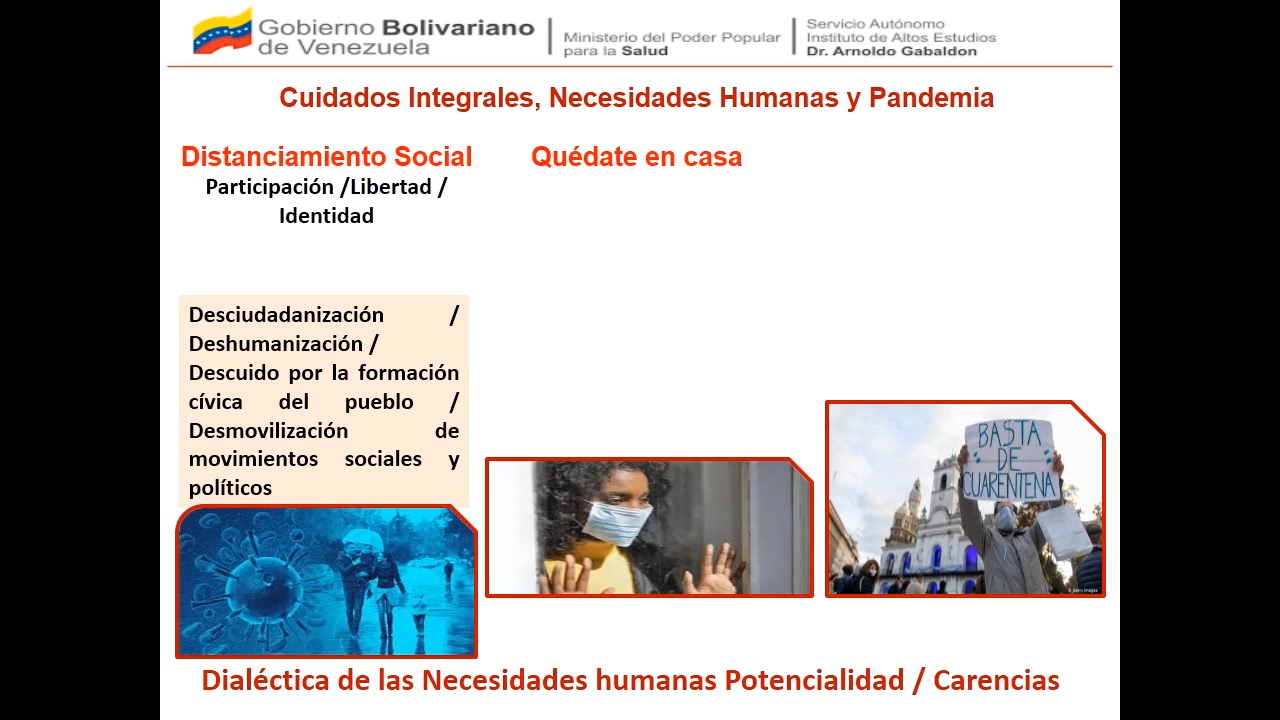 Gobierno Bolivariano
de Venezuela
Ministerio del Poder Popular
para la Salud
Servicio Autónomo
Instituto de Altos Estudios
Dr. Arnoldo Gabaldon
Cuidados Integrales, Necesidades Humanas y Pandemia
Distanciamiento Social
Participación /Libertad /
Identidad
Quédate en casa
Desciudadanización /
Deshumanización /
Descuido por la formación
cívica del pueblo /
Desmovilización de
movimientos sociales y
políticos
BASTA
DE
CUARENTENA
Dialéctica de las Necesidades humanas Potencialidad / Carencias